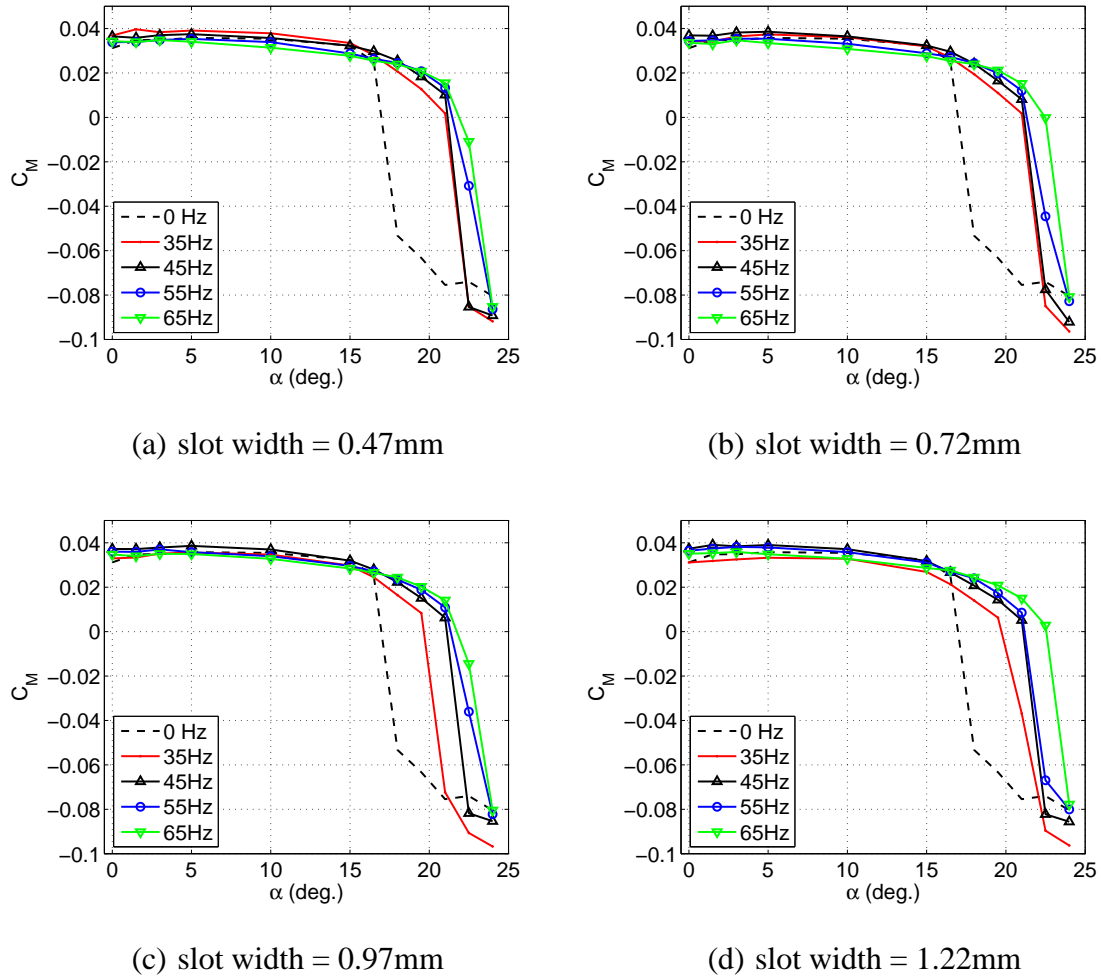 0.04
0.02
0
−0.02
−0.04
−0.06
−0.08
−0.1
C_M
0 Hz
35Hz
45Hz
55Hz
65Hz
0 5 10 15 20 25
α (deg.)
(a) slot width = 0.47mm
0.04
0.02
0
−0.02
−0.04
−0.06
−0.08
−0.1
C_M
0 Hz
35Hz
45Hz
55Hz
65Hz
0 5 10 15 20 25
α (deg.)
(b) slot width = 0.72mm
0.04
0.02
0
−0.02
−0.04
−0.06
−0.08
−0.1
C_M
0 Hz
35Hz
45Hz
55Hz
65Hz
0 5 10 15 20 25
α (deg.)
(c) slot width = 0.97mm
0.04
0.02
0
−0.02
−0.04
−0.06
−0.08
−0.1
C_M
0 Hz
35Hz
45Hz
55Hz
65Hz
0 5 10 15 20 25
α (deg.)
(d) slot width = 1.22mm